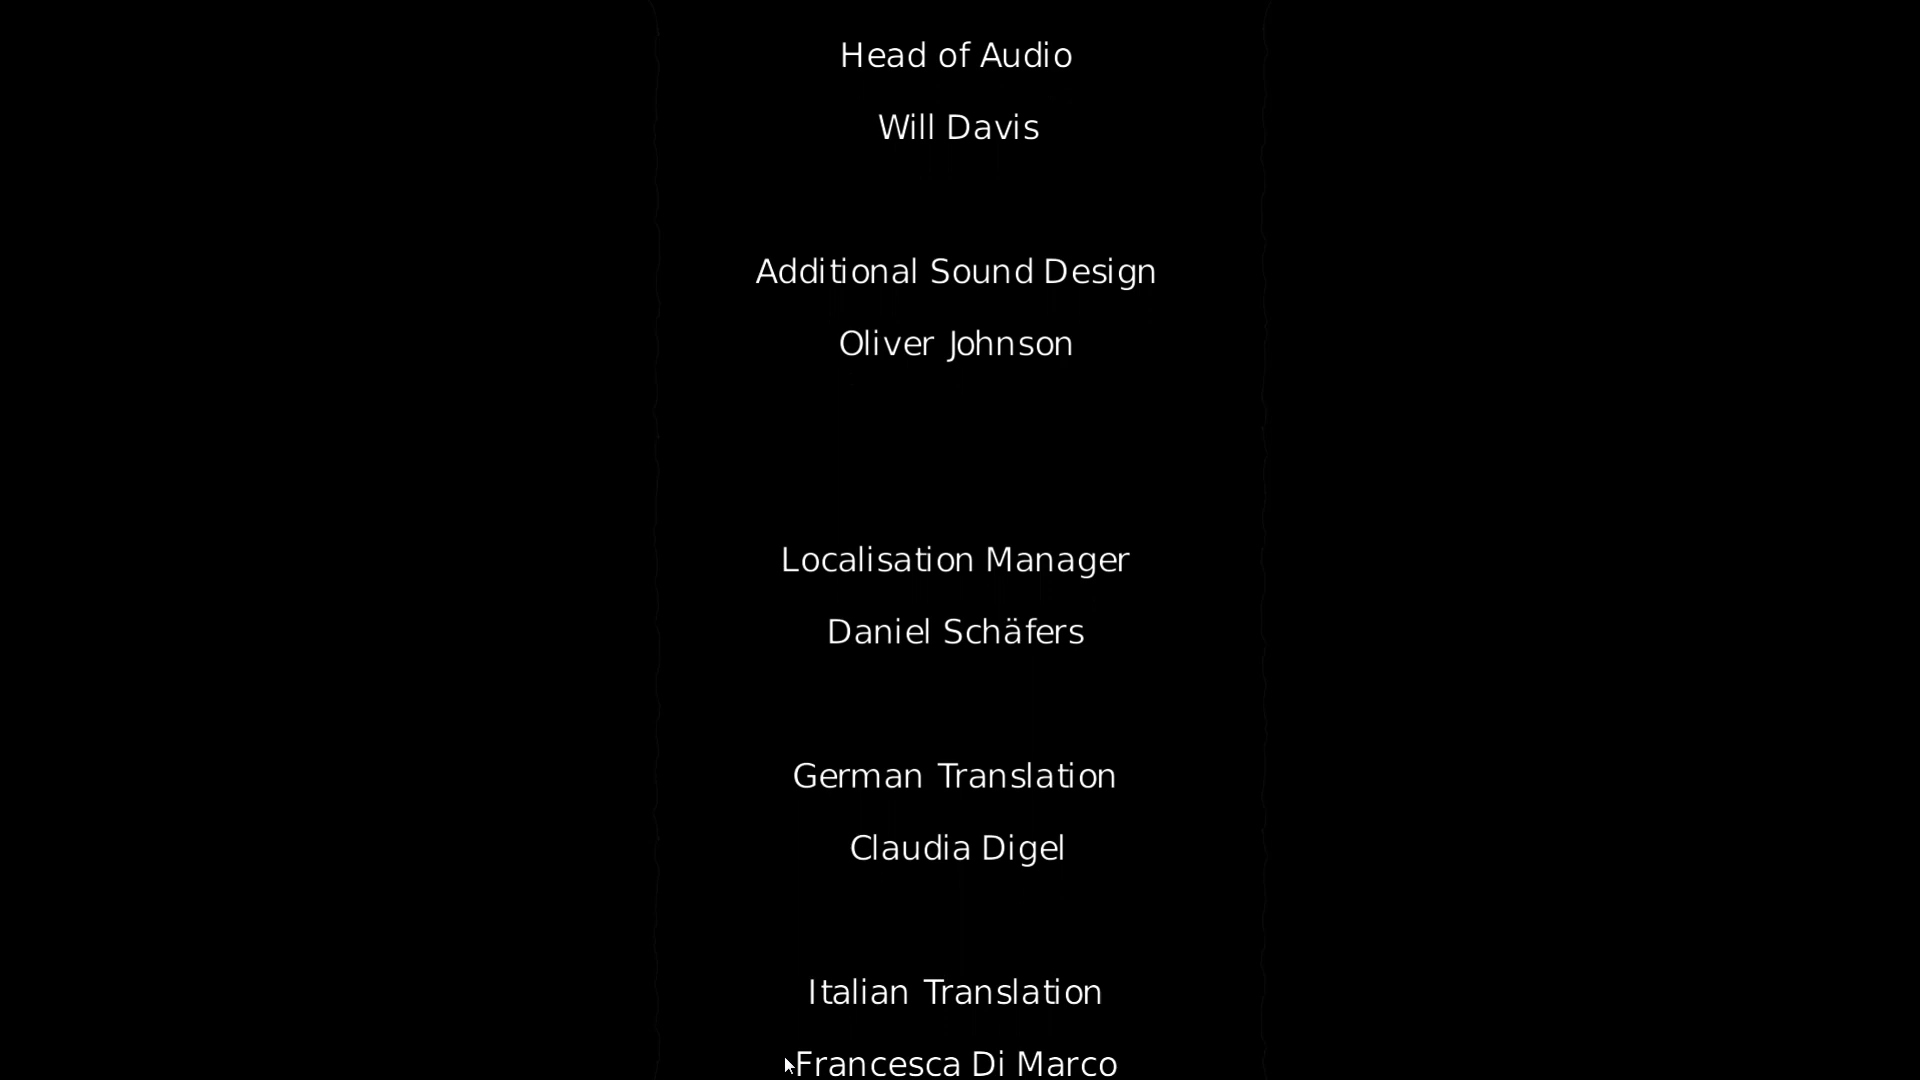 Head of Audio
Will Davis
Additional Sound Design
Oliver Johnson
Localisation Manager
Daniel Schäfers
German Translation
Claudia Digel
Italian Translation
Francesca Di Marco